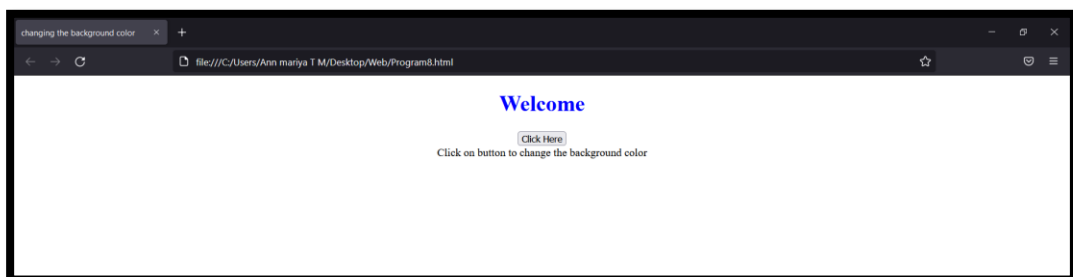 changing the background color
file:///C:/Users/Ann mariya T M/Desktop/Web/Program8.html
Welcome
Click Here
Click on button to change the background color